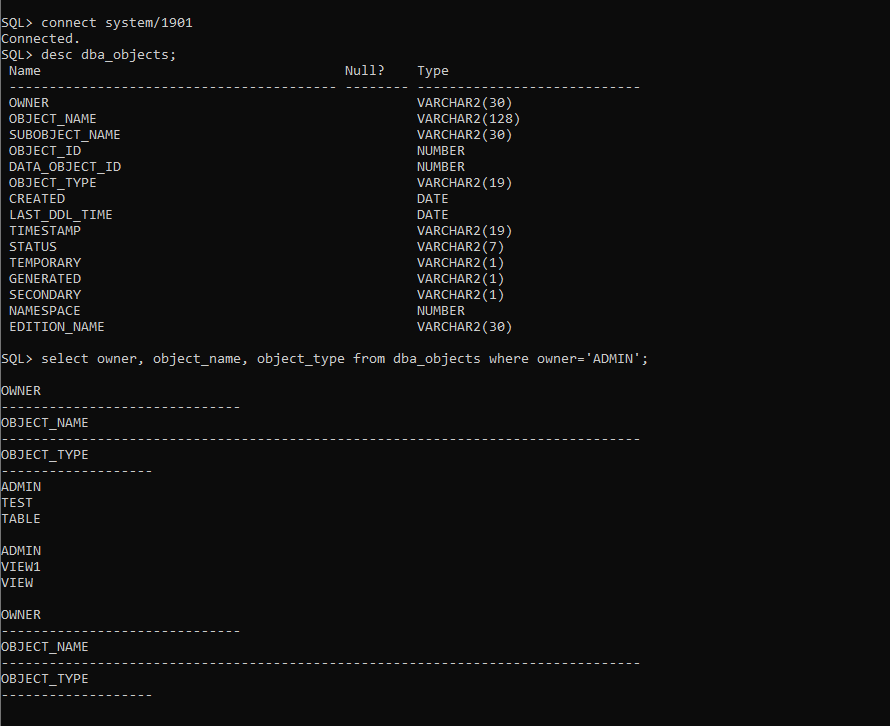 SQL> connect system/1901
Connected.
SQL> desc dba_objects;
 Name                                      Null?    Type
 ----------------------------------------- -------- ----------------------------
 OWNER                                              VARCHAR2(30)
 OBJECT_NAME                                        VARCHAR2(128)
 SUBOBJECT_NAME                                     VARCHAR2(30)
 OBJECT_ID                                          NUMBER
 DATA_OBJECT_ID                                     NUMBER
 OBJECT_TYPE                                        VARCHAR2(19)
 CREATED                                            DATE
 LAST_DDL_TIME                                      DATE
 TIMESTAMP                                          VARCHAR2(19)
 STATUS                                             VARCHAR2(7)
 TEMPORARY                                          VARCHAR2(1)
 GENERATED                                          VARCHAR2(1)
 SECONDARY                                          VARCHAR2(1)
 NAMESPACE                                          NUMBER
 EDITION_NAME                                       VARCHAR2(30)

SQL> select owner, object_name, object_type from dba_objects where owner='ADMIN';

OWNER
------------------------------
OBJECT_NAME
--------------------------------------------------------------------------------
OBJECT_TYPE
-------------------
ADMIN
TEST
TABLE

ADMIN
VIEW1
VIEW

OWNER
------------------------------
OBJECT_NAME
--------------------------------------------------------------------------------
OBJECT_TYPE
-------------------